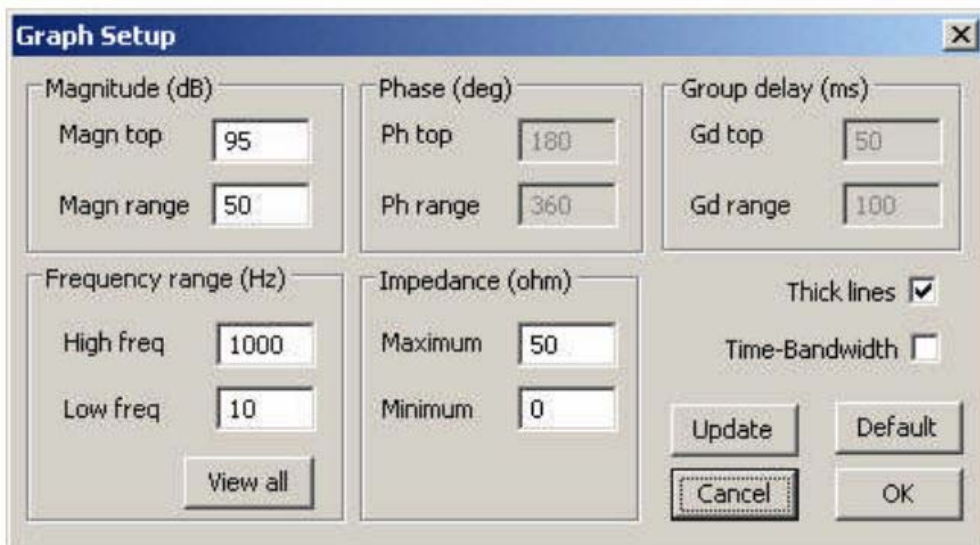 Graph Setup
Magnitude (dB)
Magn top 95
Magn range 50
Phase (deg)
Ph top 180
Ph range 360
Group delay (ms)
Gd top 50
Gd range 100
Frequency range (Hz)
High freq 1000
Low freq 10
View all
Impedance (ohm)
Maximum 50
Minimum 0
Thick lines
Time-Bandwidth
Update
Default
Cancel
OK